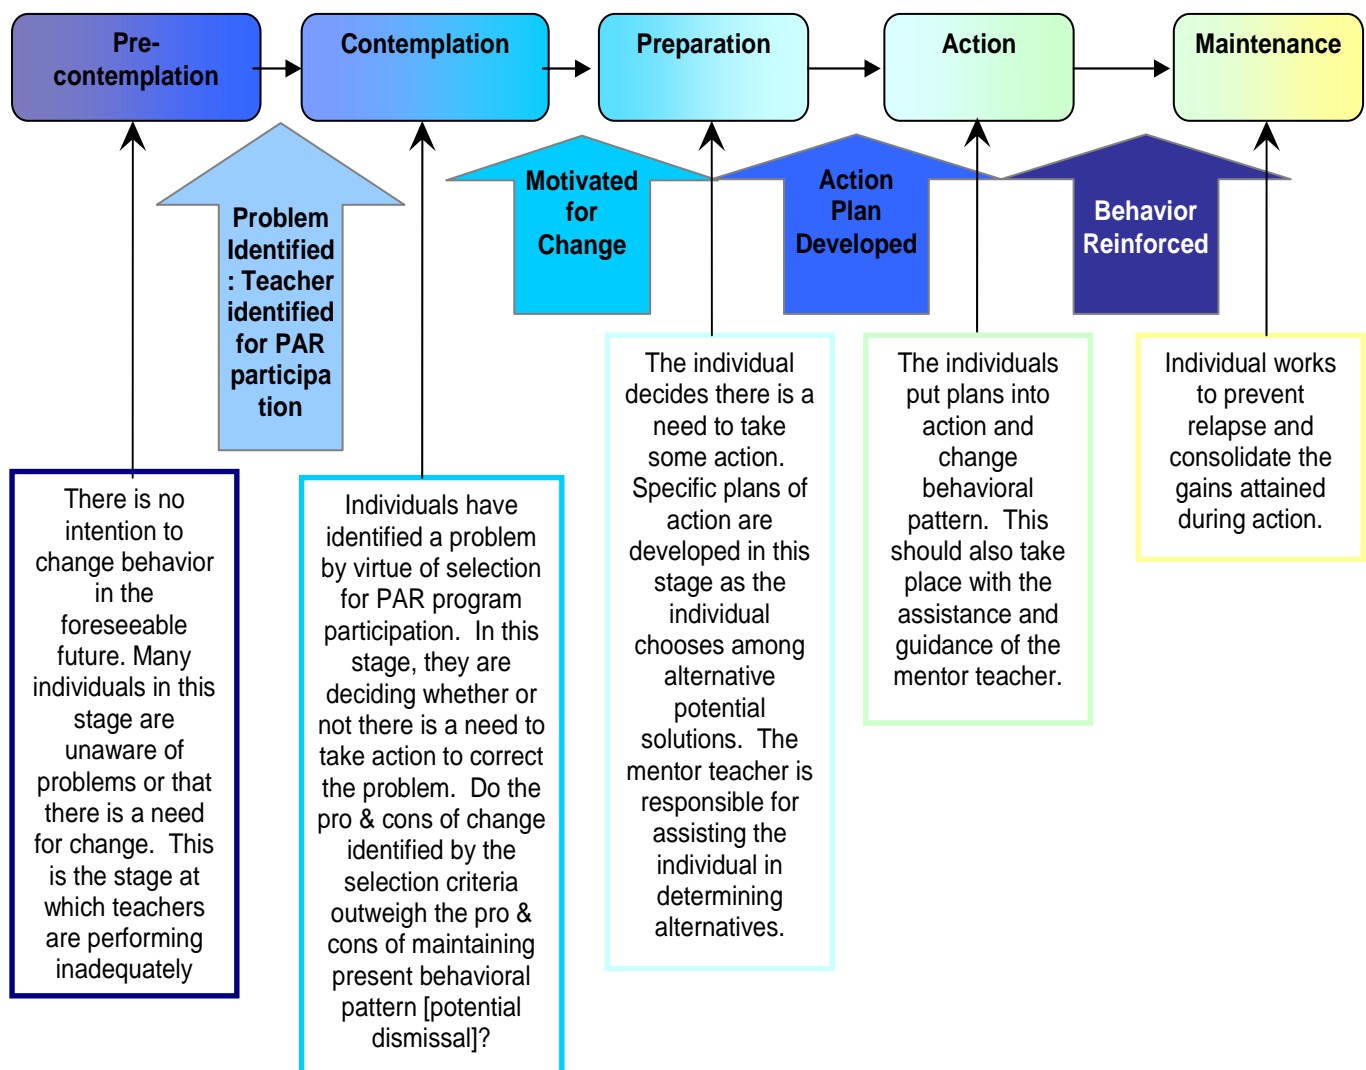 Pre-
contemplation
Contemplation
Preparation
Action
Maintenance
Problem
Identified
: Teacher
identified
for PAR
participa
tion
Motivated
for
Change
Action
Plan
Developed
Behavior
Reinforced
There is no
intention to
change behavior
in the
foreseeable
future. Many
individuals in this
stage are
unaware of
problems or that
there is a need
for change. This
is the stage at
which teachers
are performing
inadequately
Individuals have
identified a problem
by virtue of selection
for PAR program
participation. In this
stage, they are
deciding whether or
not there is a need to
take action to correct
the problem. Do the
pro & cons of change
identified by the
selection criteria
outweigh the pro &
cons of maintaining
present behavioral
pattern [potential
dismissal]?
The individual
decides there is a
need to take
some action.
Specific plans of
action are
developed in this
stage as the
individual
chooses among
alternative
potential
solutions. The
mentor teacher is
responsible for
assisting the
individual in
determining
alternatives.
The individuals
put plans into
action and
change
behavioral
pattern. This
should also take
place with the
assistance and
guidance of the
mentor teacher.
Individual works
to prevent
relapse and
consolidate the
gains attained
during action.